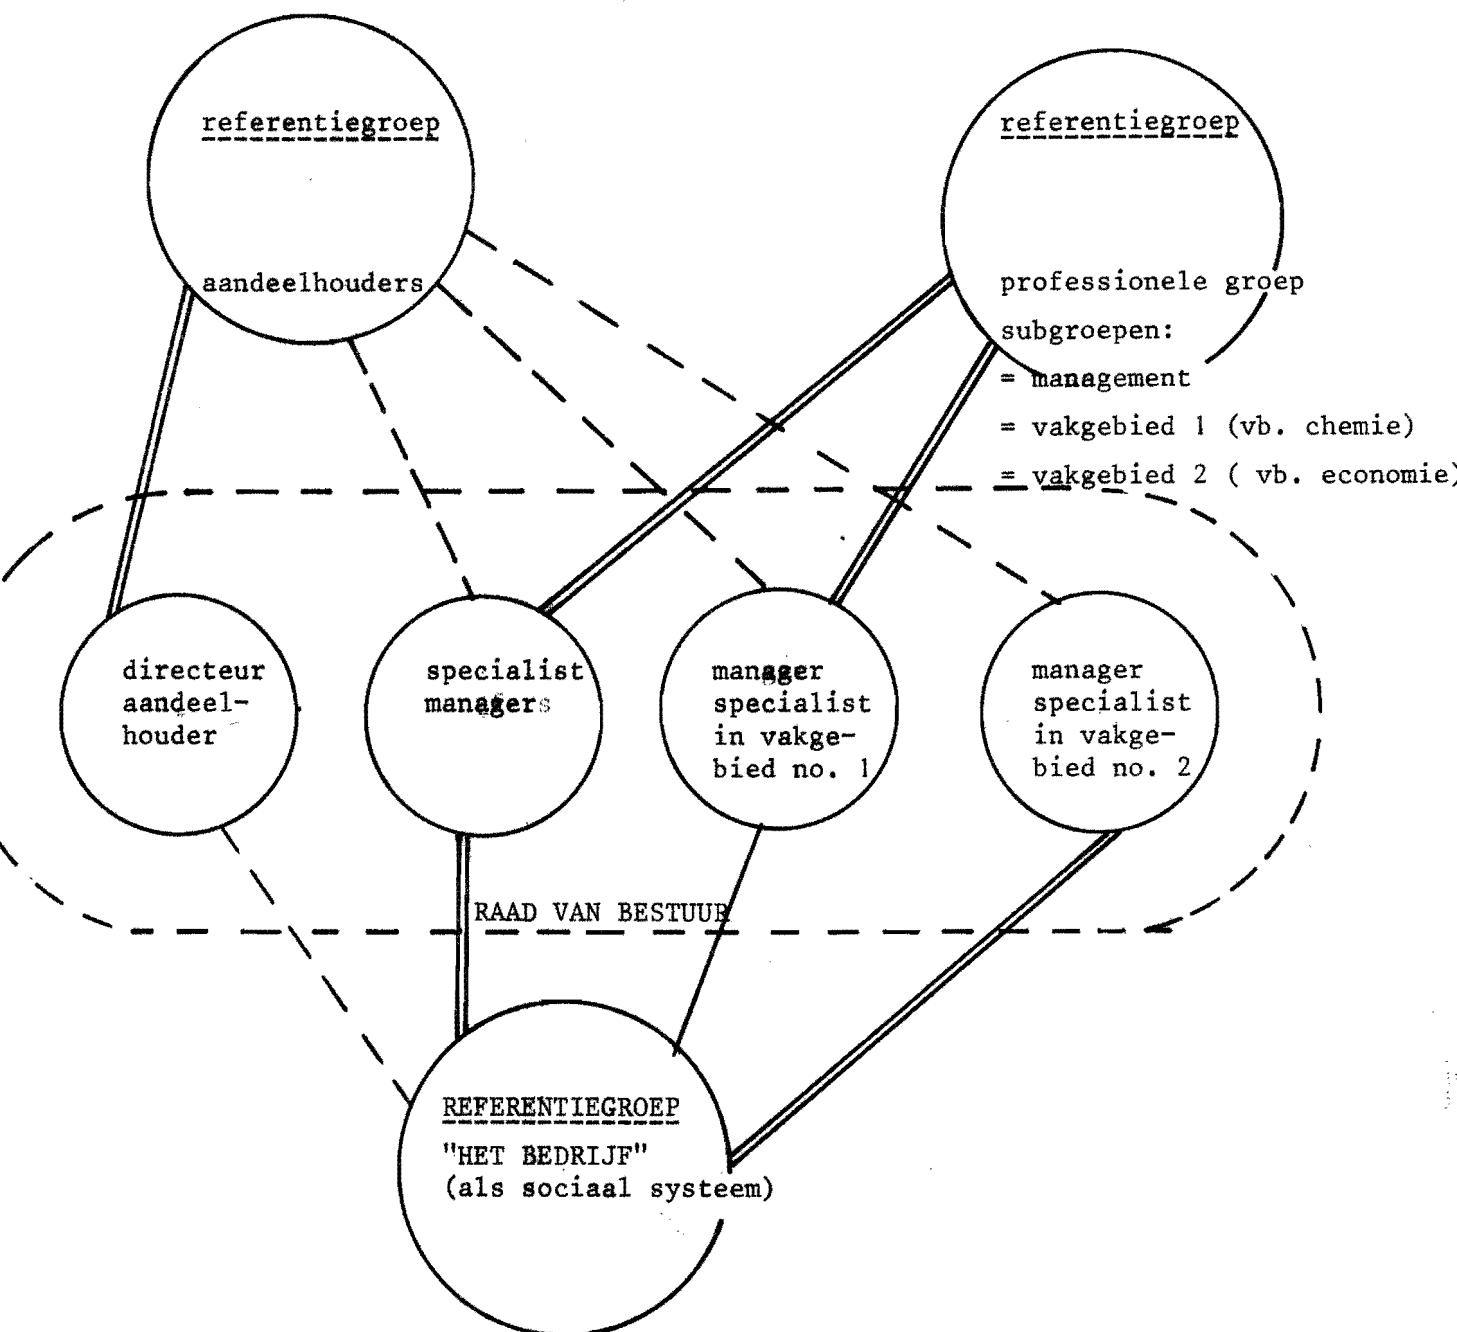 referentiegroep
aandeelhouders
referentiegroep
professionele groep
subgroepen:
= management
= vakgebied 1 (vb. chemie)
= vakgebied 2 ( vb. economie)
directeur
aandeel-
houder
specialist
managers
manager
specialist
in vakge-
bied no. 1
manager
specialist
in vakge-
bied no. 2
RAAD VAN BESTUUR
REFERENTIEGROEP
"HET BEDRIJF"
(als sociaal systeem)